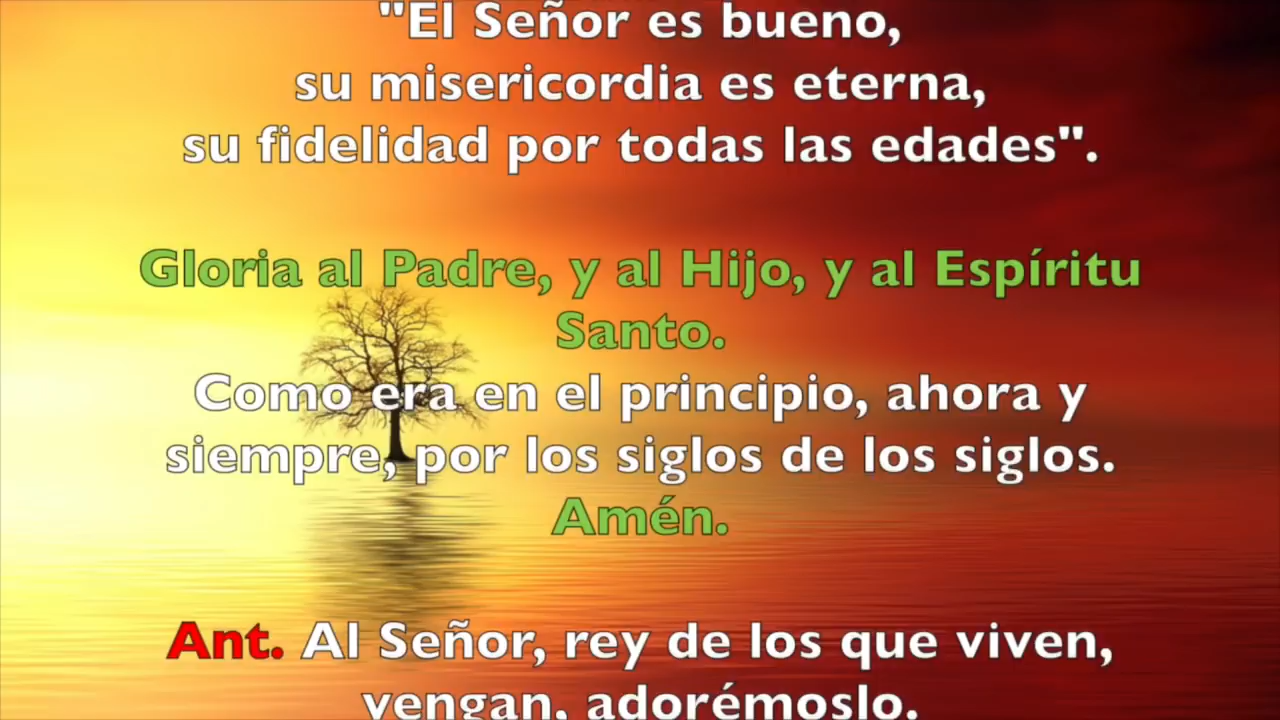 "El Señor es bueno,
su misericordia es eterna,
su fidelidad por todas las edades".
Gloria al Padre, y al Hijo, y al Espíritu
Santo.
Como era en el principio, ahora y
siempre, por los siglos de los siglos.
Amén.
Ant. Al Señor, rey de los que viven,
vengan, adorémoslo.